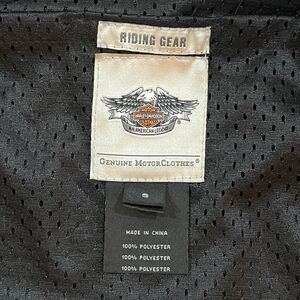 RIDING GEAR
HARLEY-DAVIDSON
AN AMERICAN LEGEND
GENUINE MOTORCLOTHES®
S
MADE IN CHINA
100% POLYESTER
100% POLYESTER
100% POLYESTER